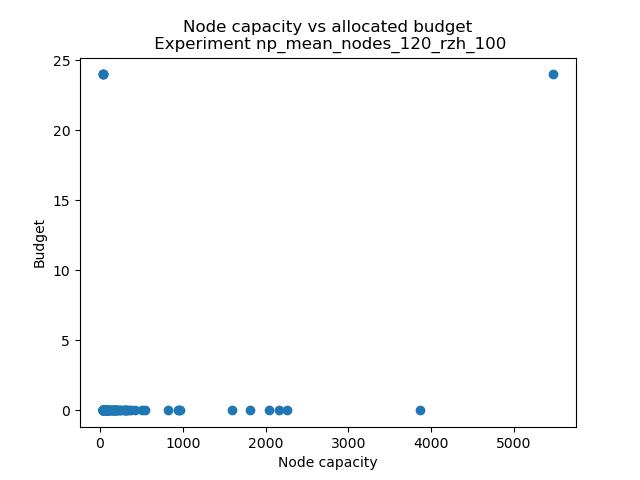 Node capacity vs allocated budget
Experiment np_mean_nodes_120_rzh_100
25
20
15
10
5
0
Budget
0 1000 2000 3000 4000 5000
Node capacity